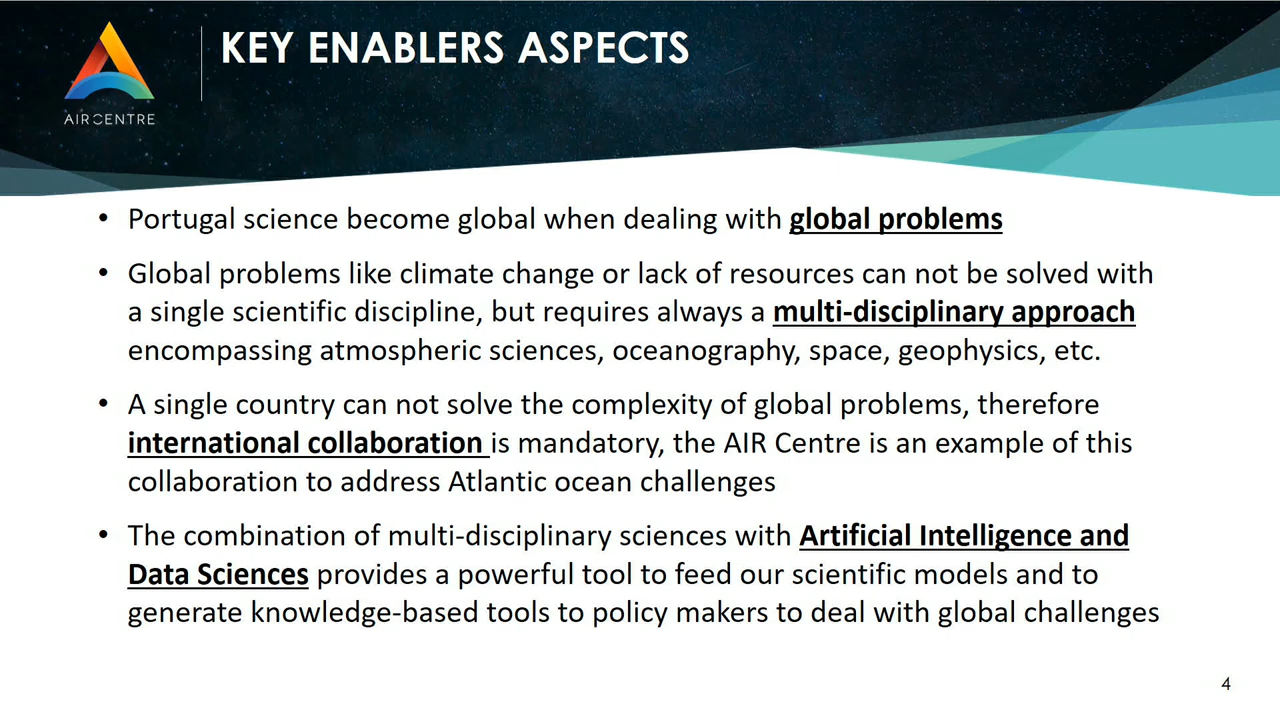 KEY ENABLERS ASPECTS
AIR CENTRE
• Portugal science become global when dealing with global problems
• Global problems like climate change or lack of resources can not be solved with
a single scientific discipline, but requires always a multi-disciplinary approach
encompassing atmospheric sciences, oceanography, space, geophysics, etc.
• A single country can not solve the complexity of global problems, therefore
international collaboration is mandatory, the AIR Centre is an example of this
collaboration to address Atlantic ocean challenges
• The combination of multi-disciplinary sciences with Artificial Intelligence and
Data Sciences provides a powerful tool to feed our scientific models and to
generate knowledge-based tools to policy makers to deal with global challenges
4